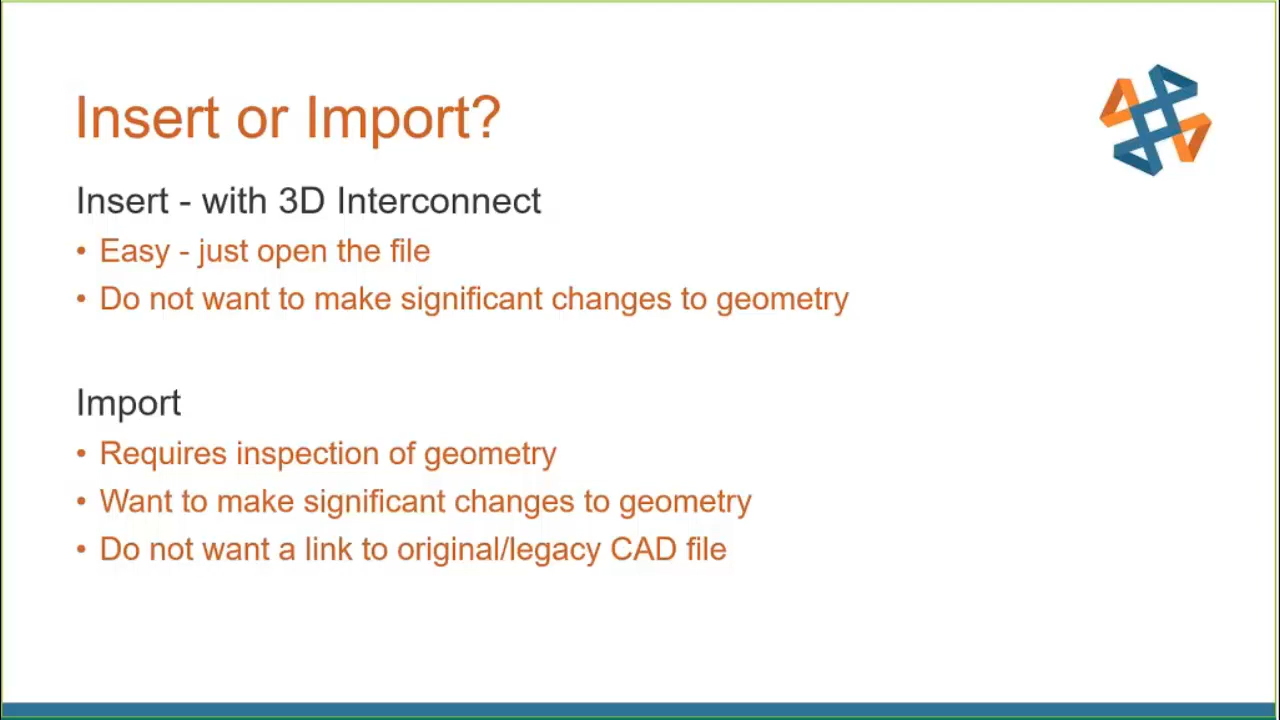 Insert or Import?
Insert - with 3D Interconnect
• Easy - just open the file
• Do not want to make significant changes to geometry
Import
• Requires inspection of geometry
• Want to make significant changes to geometry
• Do not want a link to original/legacy CAD file